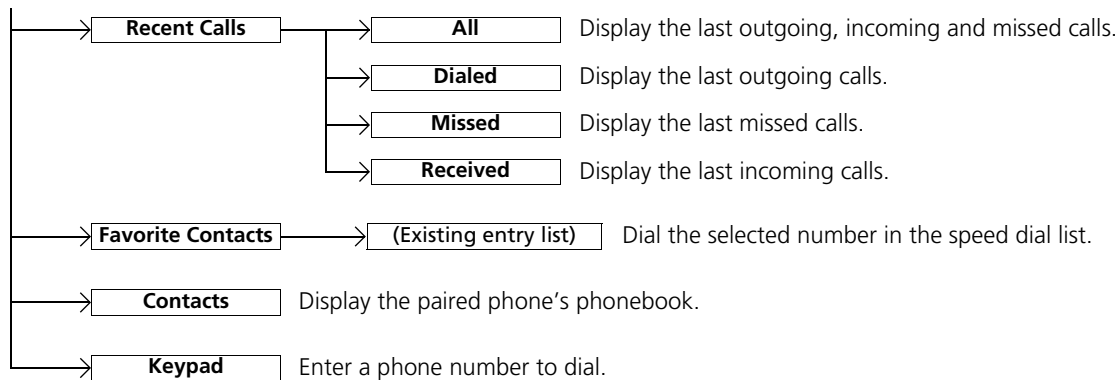 Recent Calls All Display the last outgoing, incoming and missed calls.
Dialed Display the last outgoing calls.
Missed Display the last missed calls.
Received Display the last incoming calls.
Favorite Contacts (Existing entry list) Dial the selected number in the speed dial list.
Contacts Display the paired phone’s phonebook.
Keypad Enter a phone number to dial.